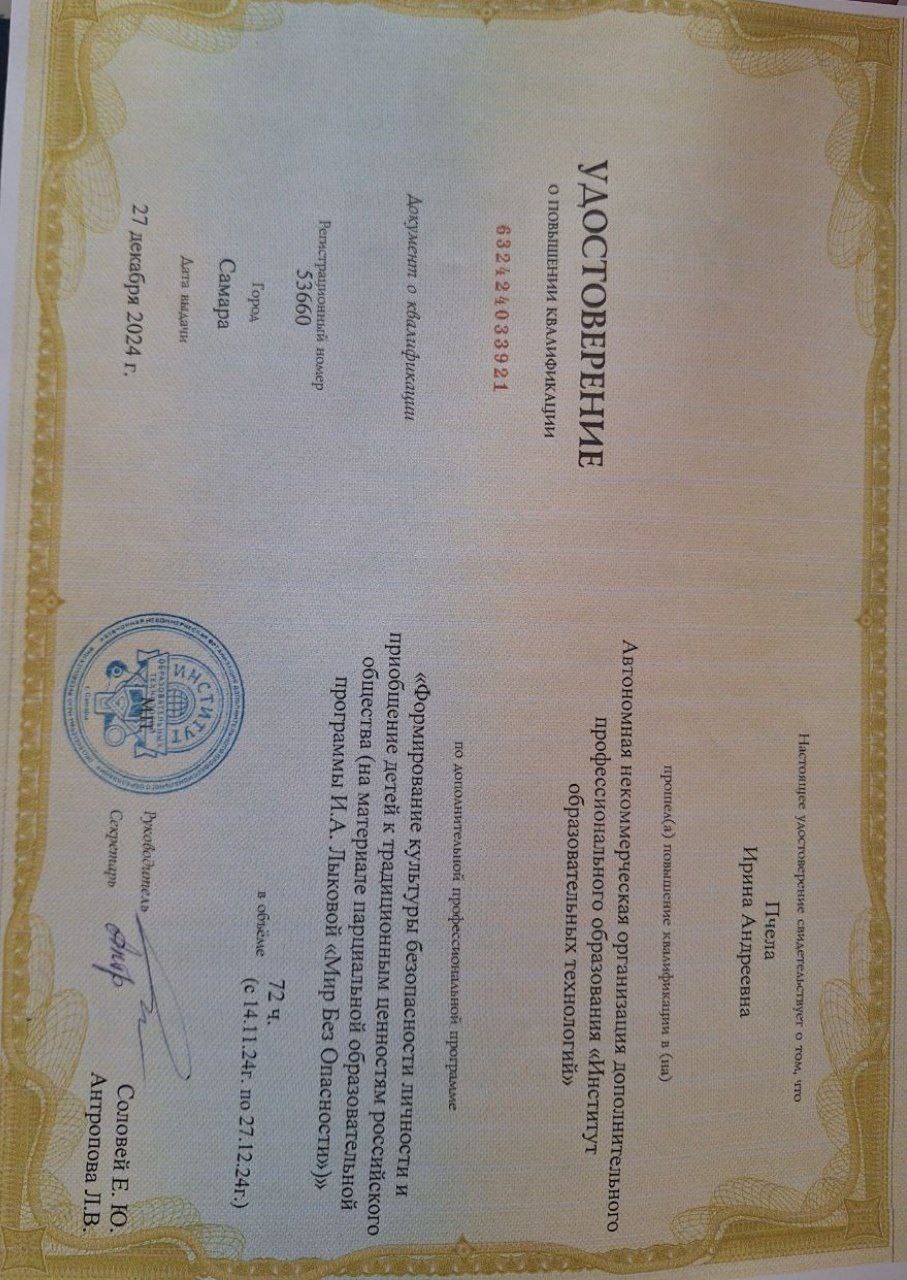 УДОСТОВЕРЕНИЕ
О ПОВЫШЕНИИ КВАЛИФИКАЦИИ
632424033921
Документ о квалификации
Регистрационный номер
53660
Город
Самара
Дата выдачи
27 декабря 2024 г.
Настоящее удостоверение свидетельствует о том, что
Пчела
Ирина Андреевна
прошел(а) повышение квалификации в (на)
Автономная некоммерческая организация дополнительного
профессионального образования «Институт
образовательных технологий»
по дополнительной профессиональной программе
«Формирование культуры безопасности личности и
приобщение детей к традиционным ценностям российского
общества (на материале парциальной образовательной
программы И.А. Лыковой «Мир Без Опасности»)»
в объёме 72 ч.
(с 14.11.24г. по 27.12.24г.)
ИНСТИТУТ
ОБРАЗОВАТЕЛЬНЫХ
г. Самара
М.П.
Руководитель Соловей Е. Ю.
Секретарь Антропова Л.В.